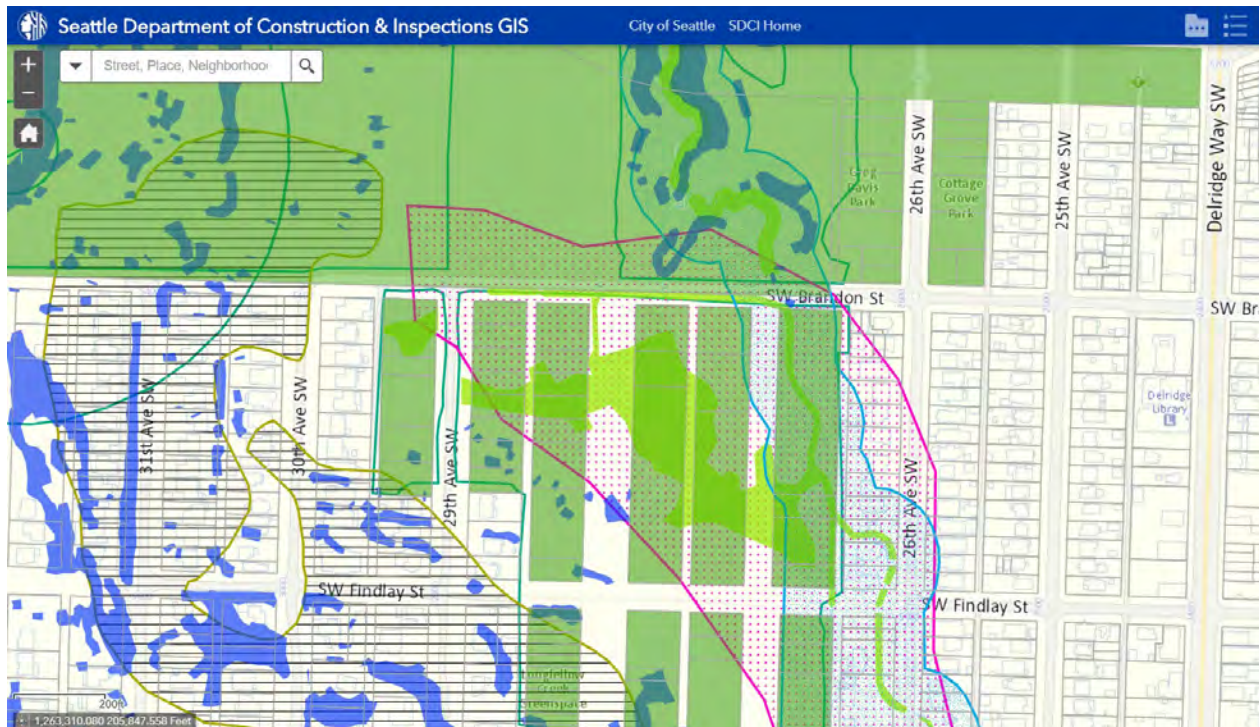 Seattle Department of Construction & Inspections GIS
City of Seattle
SDCI Home
+
Street, Place, Neighborhoo
−
Delridge Way SW
26th Ave SW
25th Ave SW
Greg
Davis
Park
Cottage
Grove
Park
SW Brandon St
SW Bra
31st Ave SW
30th Ave SW
29th Ave SW
26th Ave SW
Delridge
Library
L
SW Findlay St
W Findlay St
Longfellow
Creek
Greenspace
200ft
1,263,310.080 205,847.558 Feet